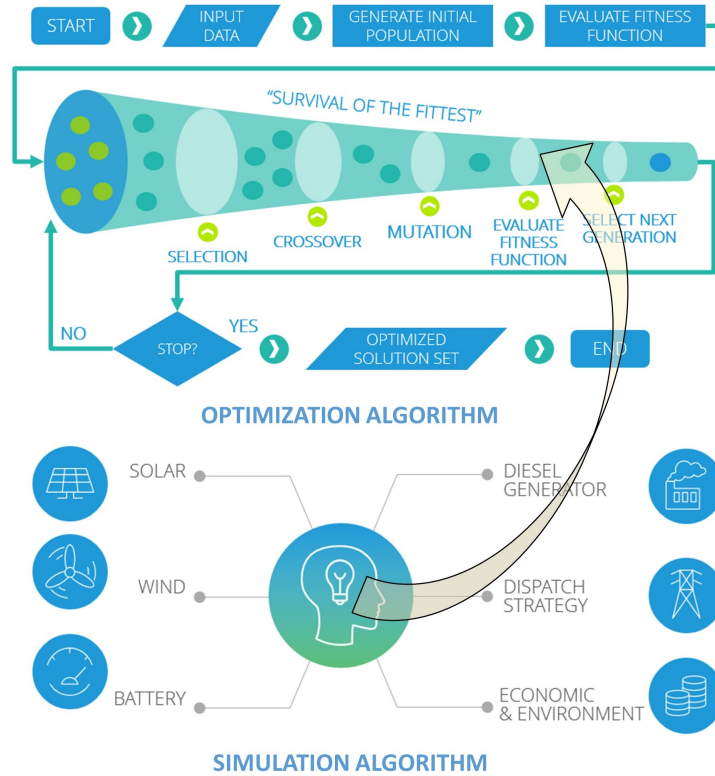 START
INPUT
DATA
GENERATE INITIAL
POPULATION
EVALUATE FITNESS
FUNCTION
“SURVIVAL OF THE FITTEST”
SELECTION
CROSSOVER
MUTATION
EVALUATE
FITNESS
FUNCTION
SELECT NEXT
GENERATION
NO
STOP?
YES
OPTIMIZED
SOLUTION SET
END
OPTIMIZATION ALGORITHM
SOLAR
DIESEL
GENERATOR
WIND
DISPATCH
STRATEGY
BATTERY
ECONOMIC
& ENVIRONMENT
SIMULATION ALGORITHM